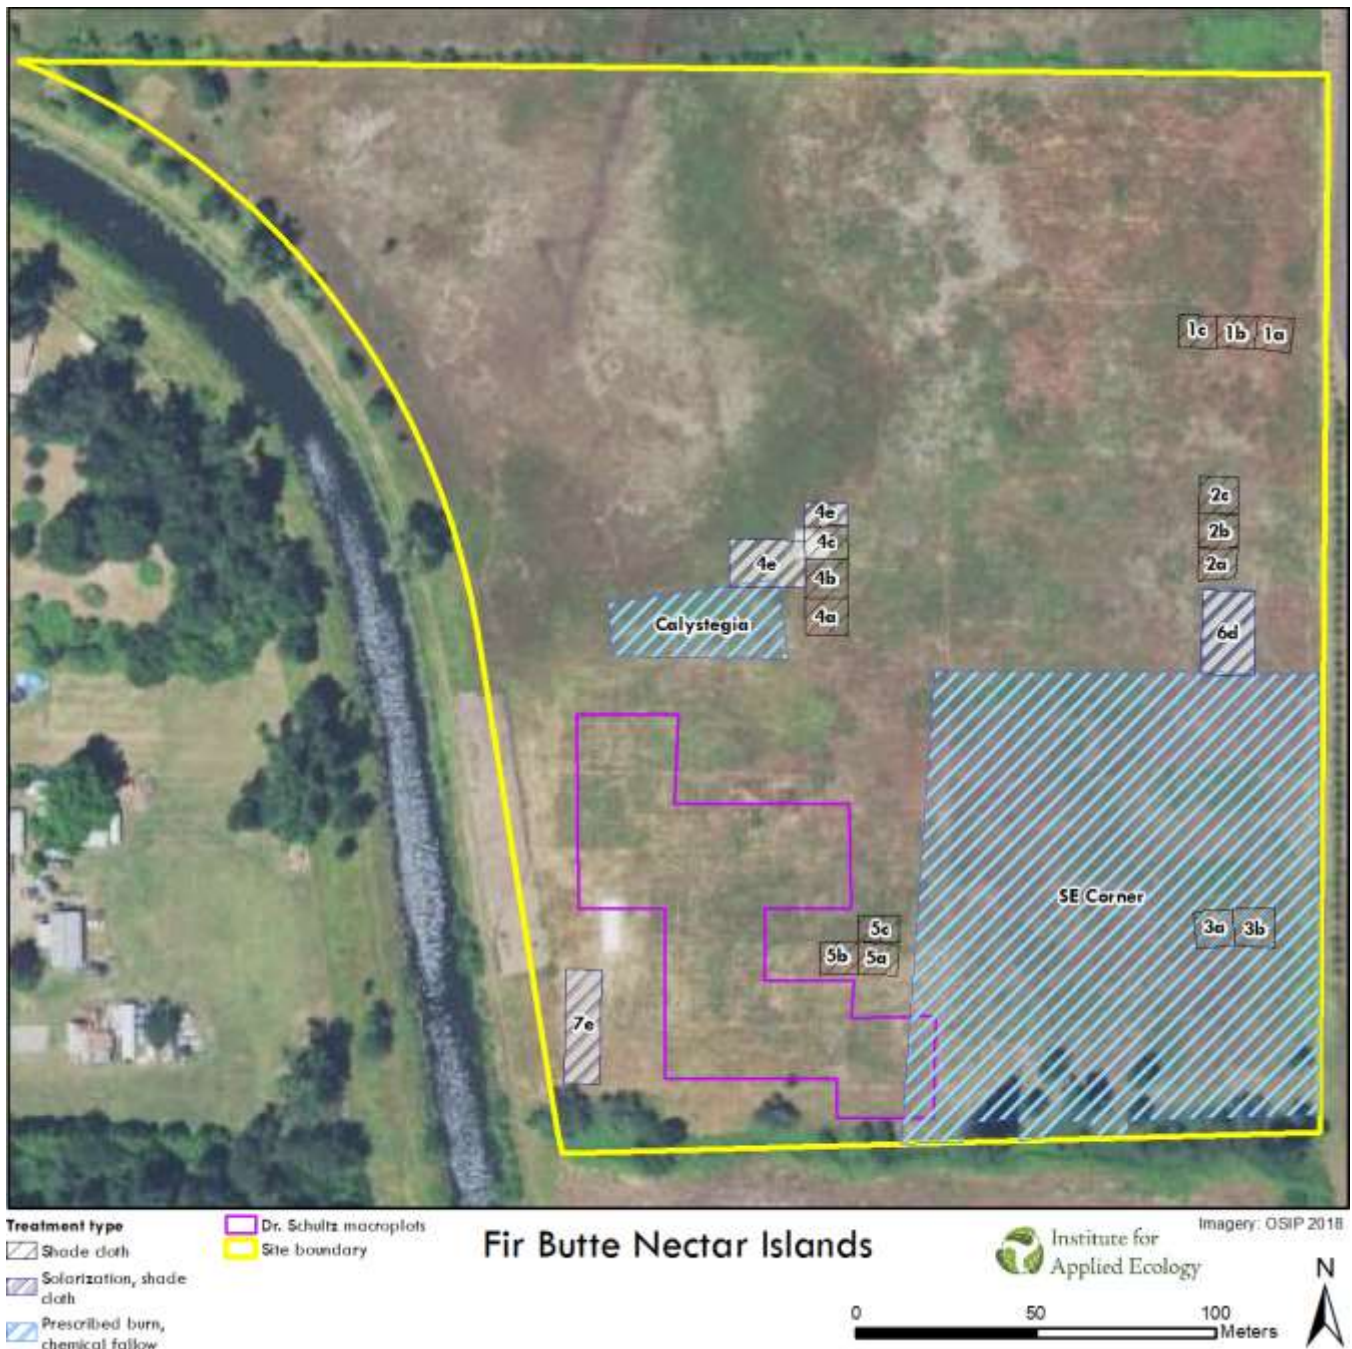 1c 1b 1a
2c
2b
2a
4e
4c
4e
4b
4a
Calystegia
6d
SE Corner
5c
3a 3b
5b 5a
7e
Treatment type
Shade cloth
Solarization, shade
cloth
Prescribed burn,
chemical fallow
Dr. Schultz macroplots
Site boundary
Fir Butte Nectar Islands
Institute for
Applied Ecology
Imagery: OSIP 2018
0 50 100
Meters
N